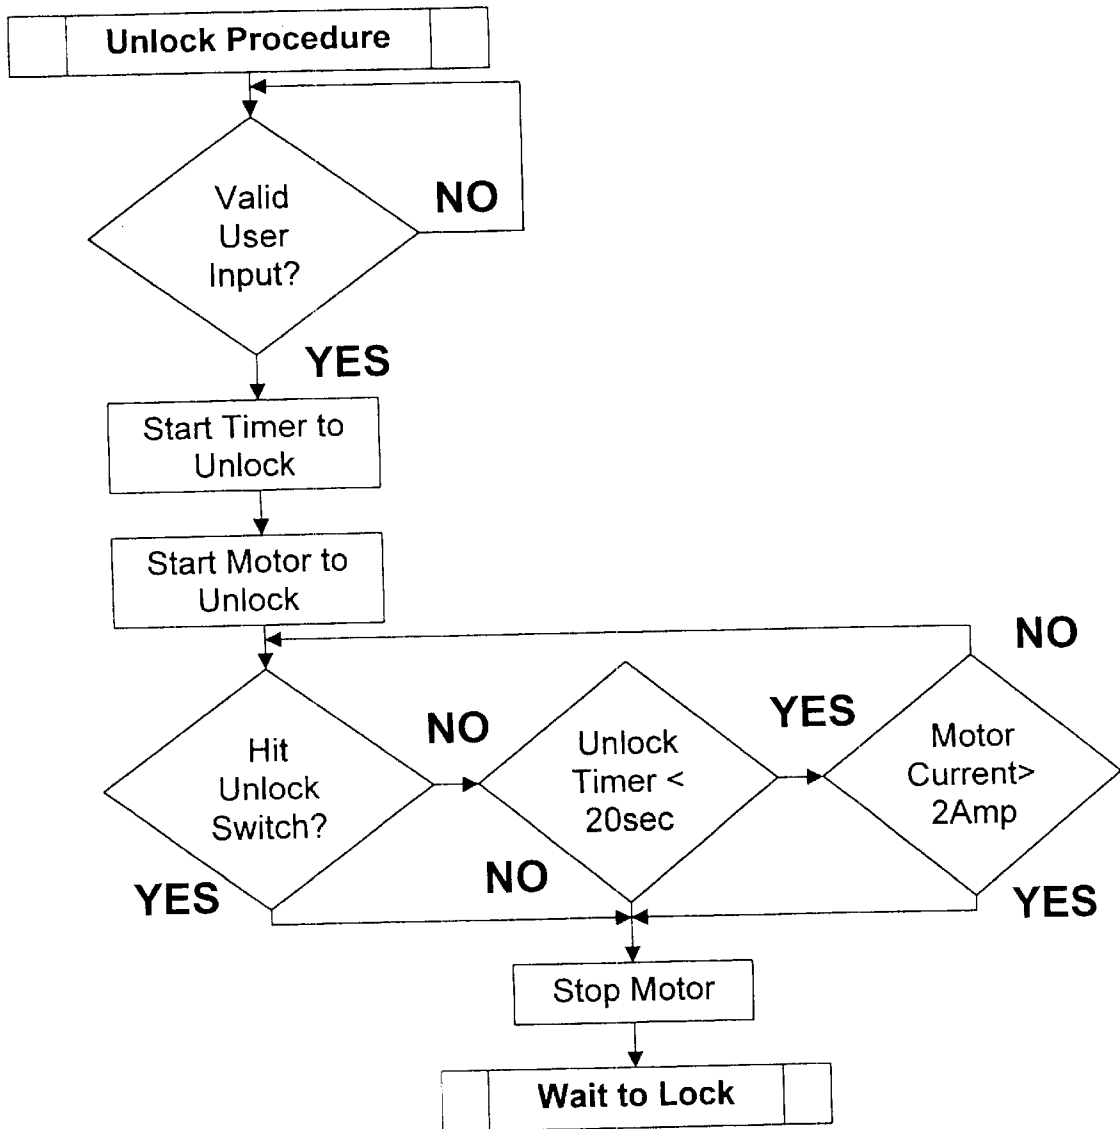 Unlock Procedure
Valid
User
Input?
NO
YES
Start Timer to
Unlock
Start Motor to
Unlock
NO
Hit
Unlock
Switch?
NO
Unlock
Timer <
20sec
YES
Motor
Current>
2Amp
YES
NO
YES
Stop Motor
Wait to Lock